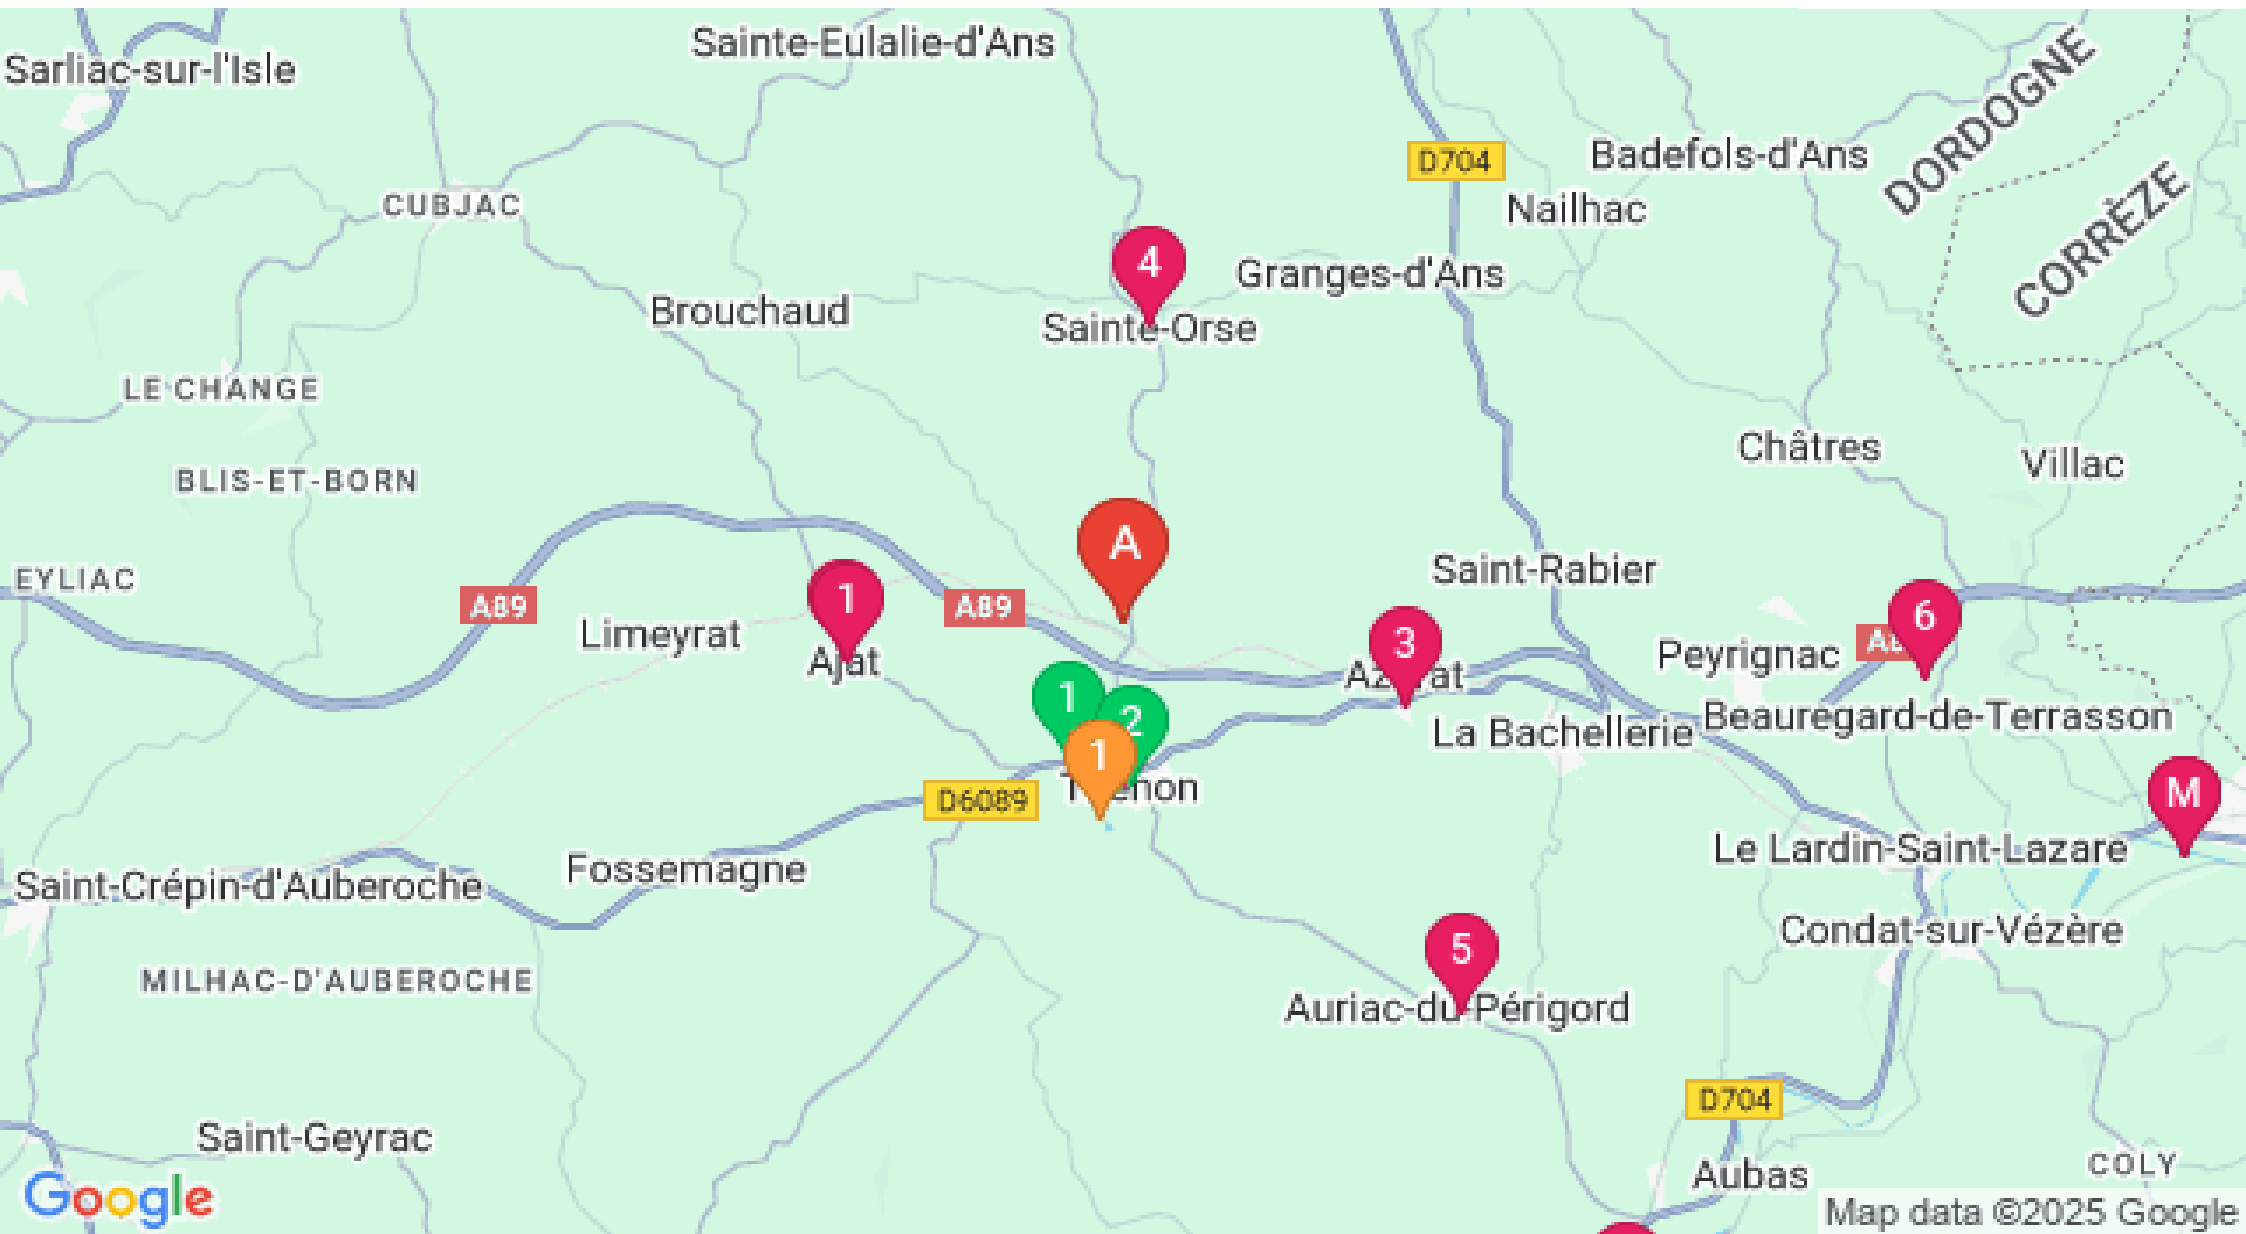 Sainte-Eulalie-d'Ans
Sarliac-sur-l'Isle
DORDOGNE
D704
Badefols-d'Ans
CUBJAC
Nailhac
CORRÈZE
4
Granges-d'Ans
Brouchaud
Sainte-Orse
LE CHANGE
Châtres
Villac
BLIS-ET-BORN
A
Saint-Rabier
EYLIAC
A89
1
A89
6
Limeyrat
3
Peyrignac
Ajat
1
2
Beauregard-de-Terrasson
La Bachellerie
1
D6089
M
Le Lardin-Saint-Lazare
Fossemagne
Saint-Crépin-d'Auberoche
Condat-sur-Vézère
5
MILHAC-D'AUBEROCHE
Auriac-du-Périgord
D704
Saint-Geyrac
COLY
Aubas
Google
Map data ©2025 Google